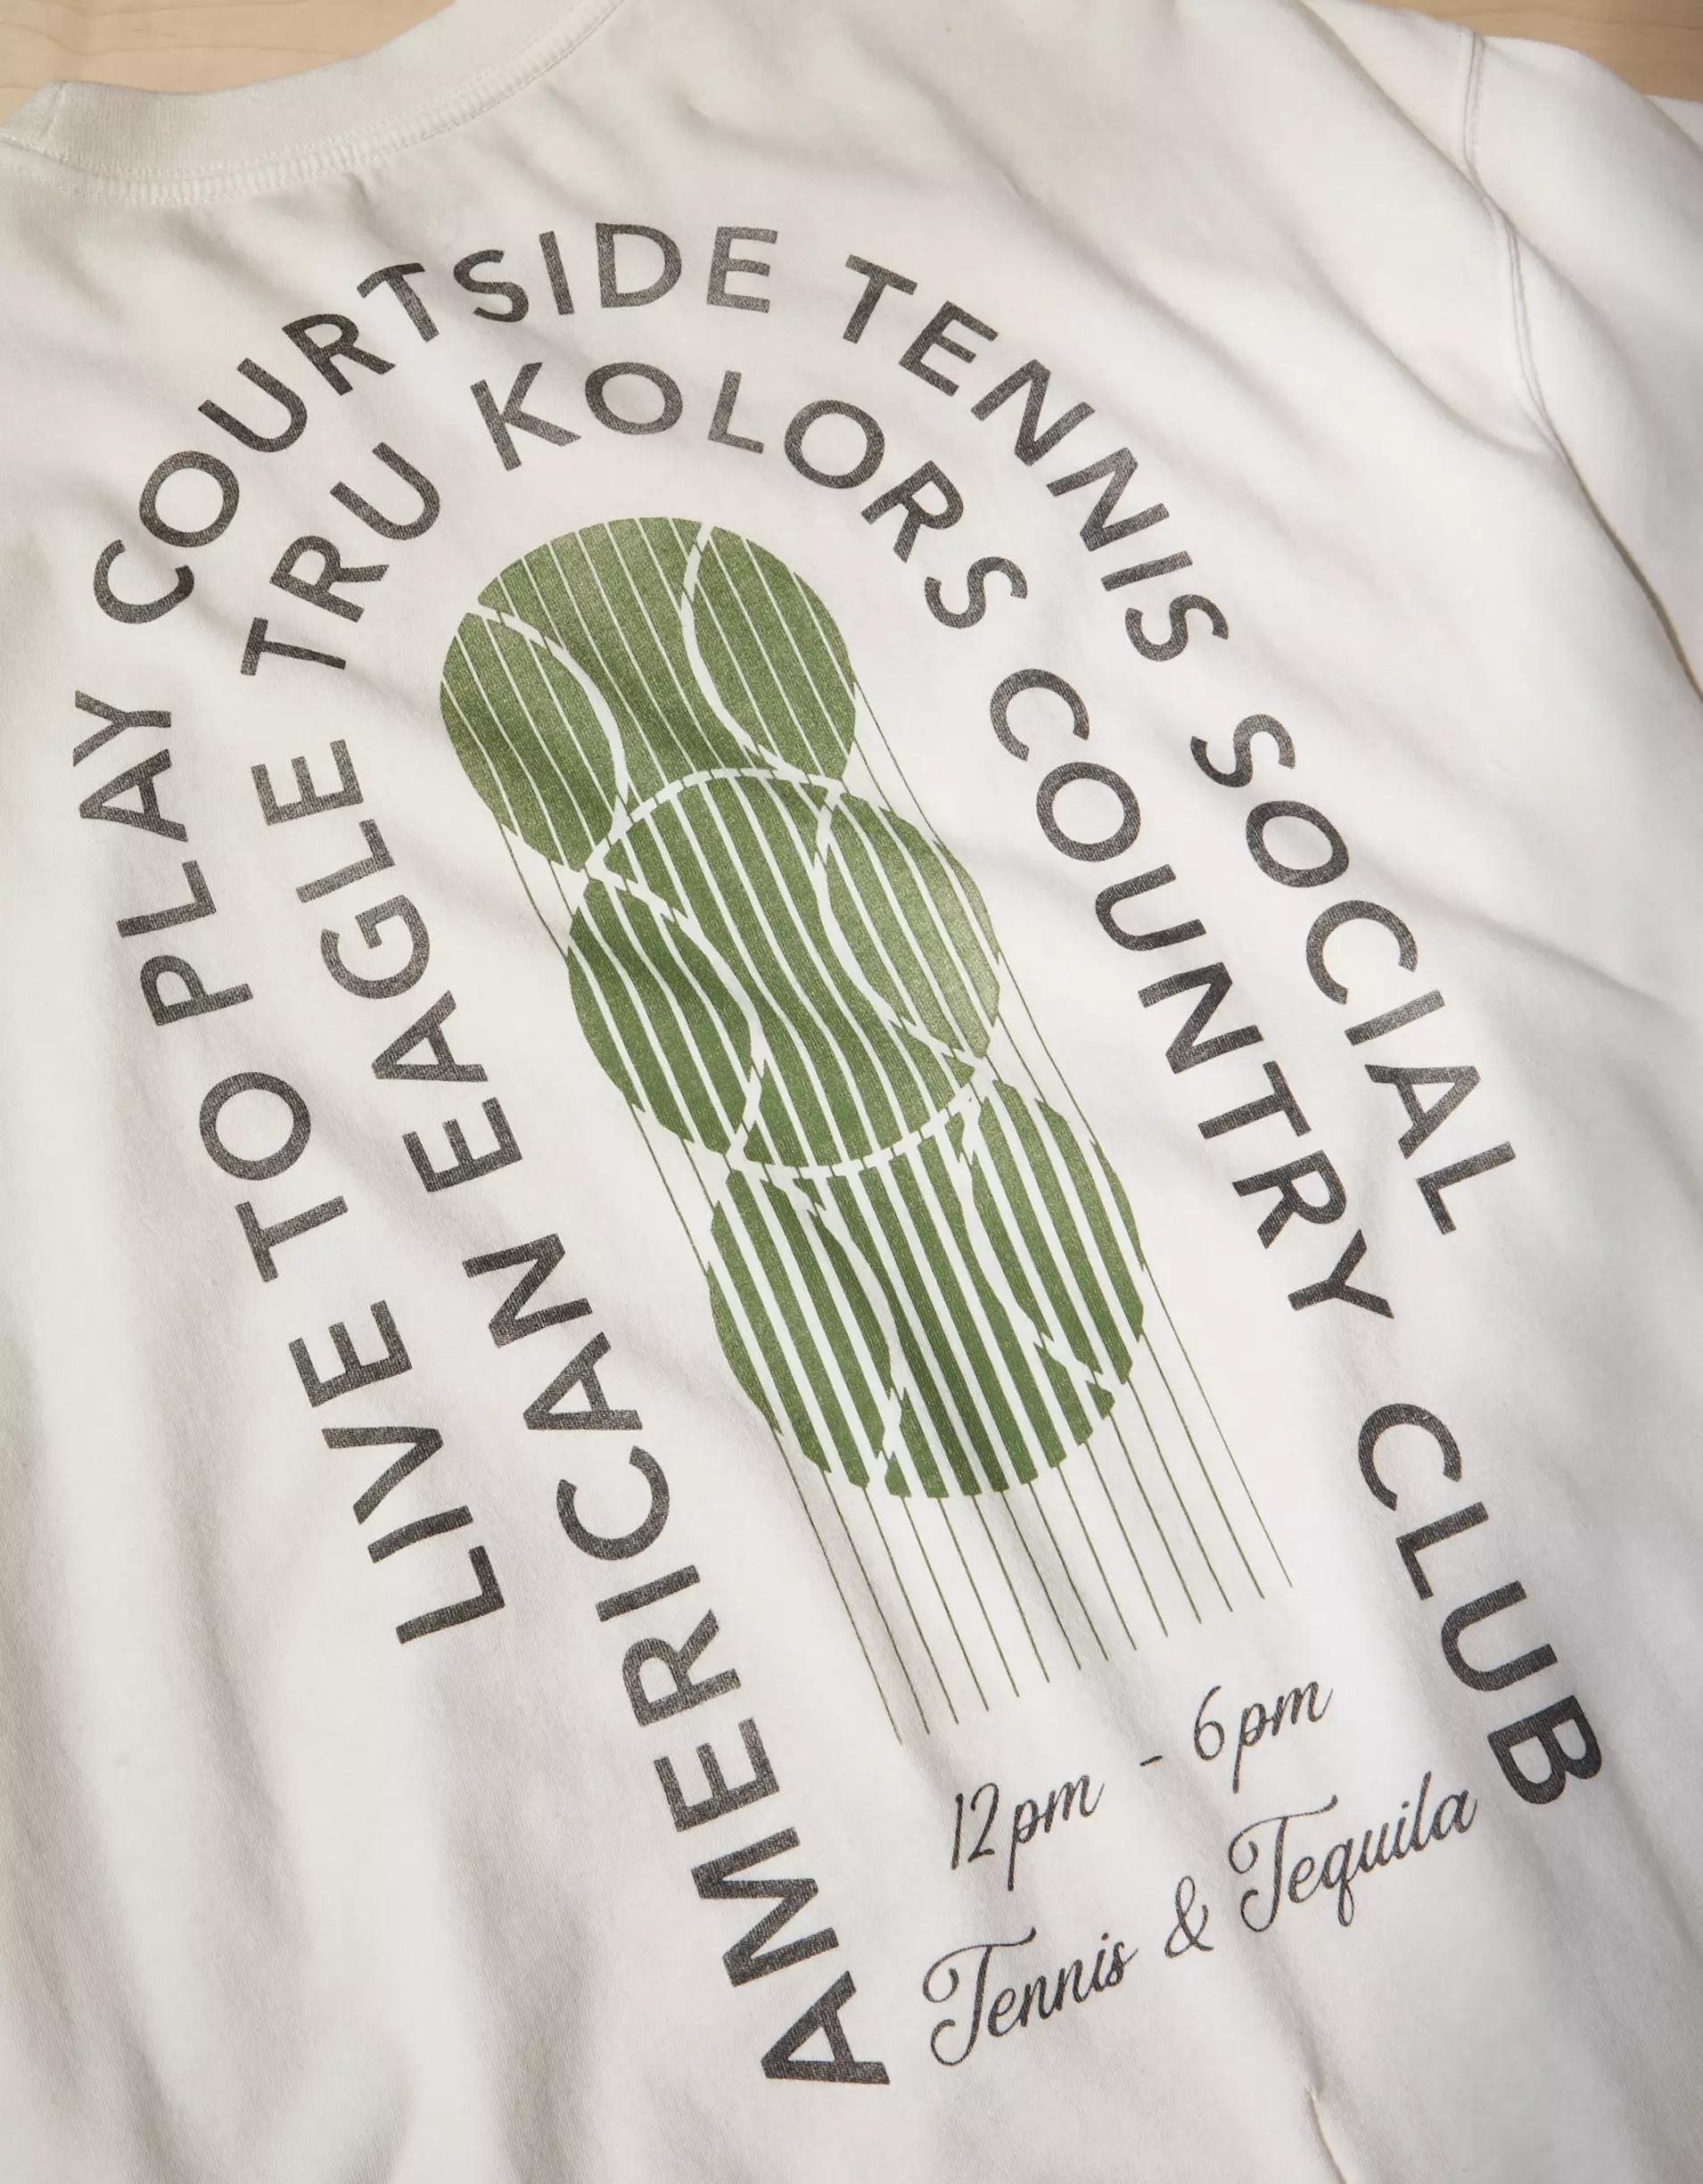 LIVE TO PLAY COURTSIDE TENNIS SOCIAL
AMERICAN EAGLE TRU KOLORS COUNTRY CLUB
12pm - 6pm
Tennis & Tequila